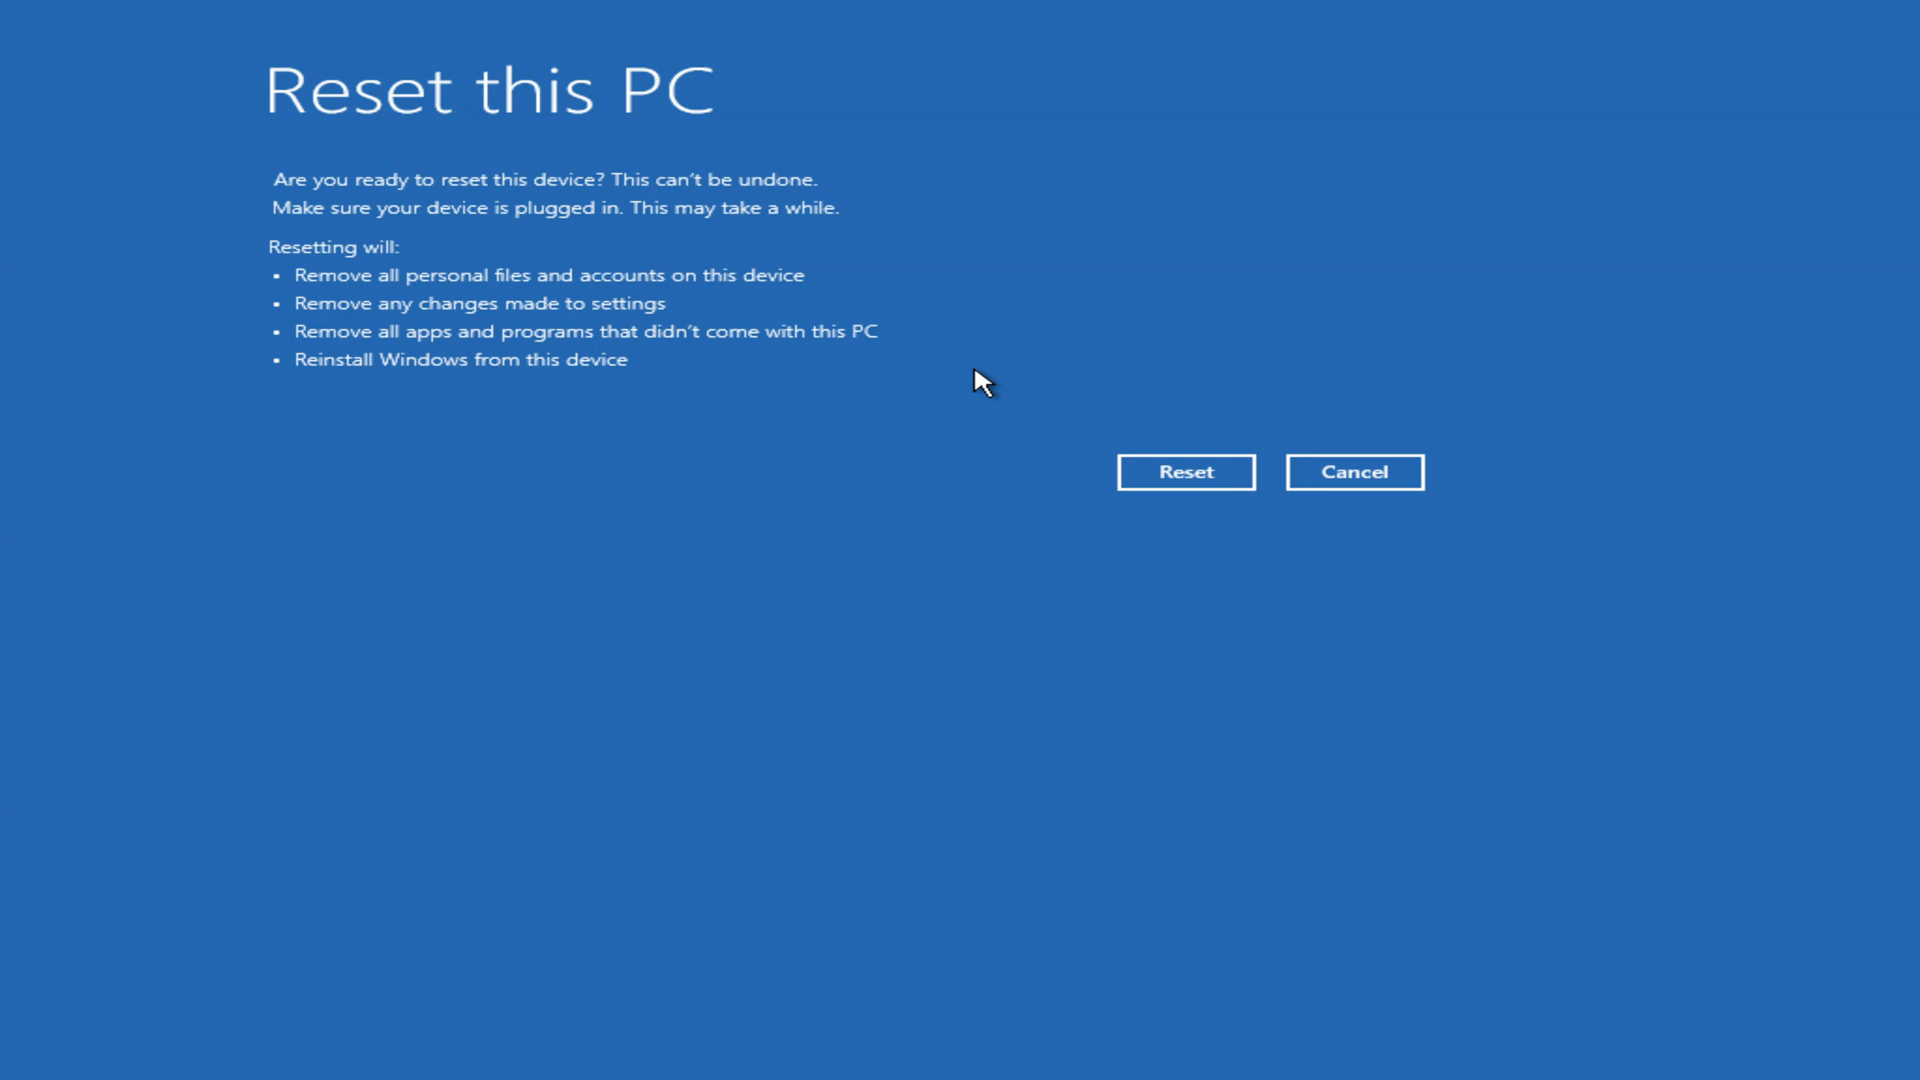 Reset this PC
Are you ready to reset this device? This can't be undone.
Make sure your device is plugged in. This may take a while.
Resetting will:
• Remove all personal files and accounts on this device
• Remove any changes made to settings
• Remove all apps and programs that didn't come with this PC
• Reinstall Windows from this device
Reset Cancel